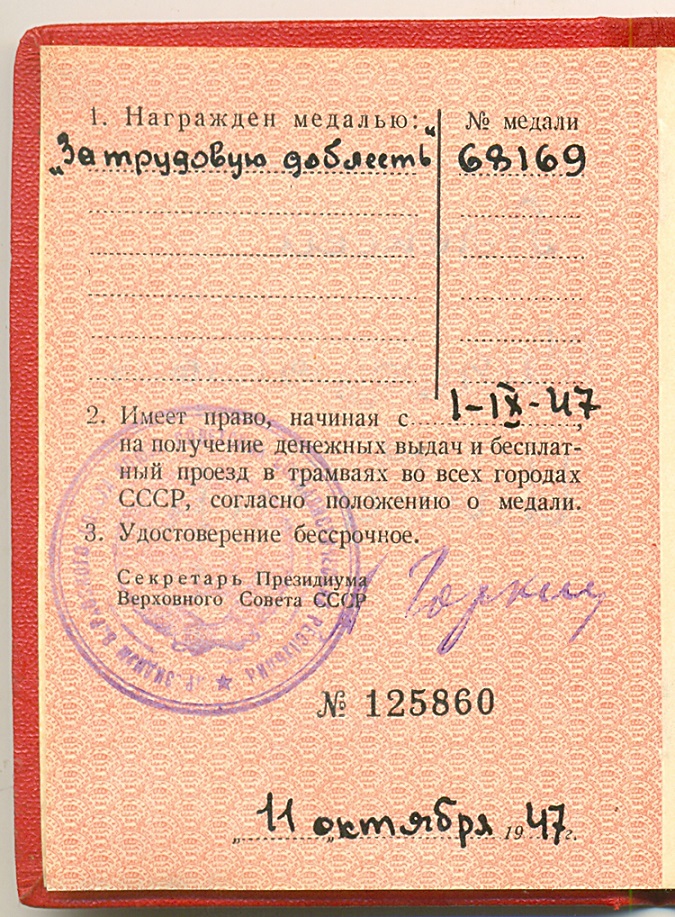 1. Награжден медалью:
№ медали
„За трудовую доблесть“
68169
2. Имеет право, начиная с 1-IX-47,
на получение денежных выдач и бесплат-
ный проезд в трамваях во всех городах
СССР, согласно положению о медали.
3. Удостоверение бессрочное.
Секретарь Президиума
Верховного Совета СССР
Горкин
№ 125860
„11 октября 1947г.